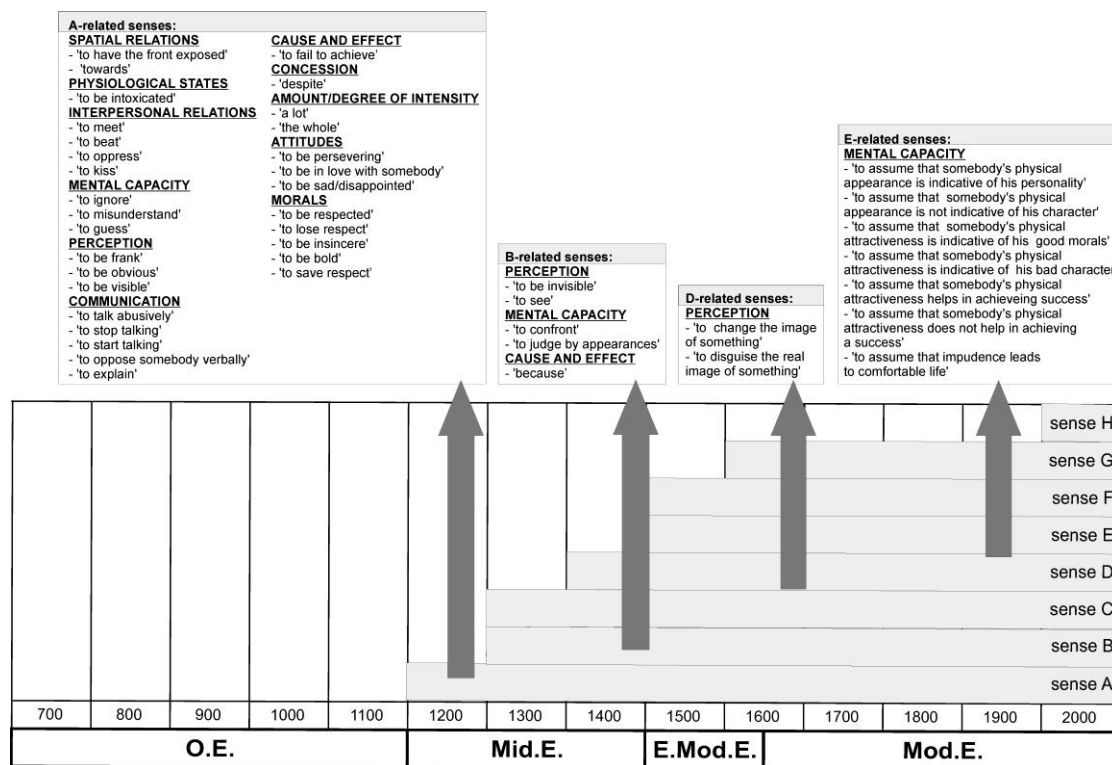 A-related senses:
SPATIAL RELATIONS
- 'to have the front exposed'
- 'towards'
PHYSIOLOGICAL STATES
- 'to be intoxicated'
INTERPERSONAL RELATIONS
- 'to meet'
- 'to beat'
- 'to oppress'
- 'to kiss'
MENTAL CAPACITY
- 'to ignore'
- 'to misunderstand'
- 'to guess'
PERCEPTION
- 'to be frank'
- 'to be obvious'
- 'to be visible'
COMMUNICATION
- 'to talk abusively'
- 'to stop talking'
- 'to start talking'
- 'to oppose somebody verbally'
- 'to explain'
CAUSE AND EFFECT
- 'to fail to achieve'
CONCESSION
- 'despite'
AMOUNT/DEGREE OF INTENSITY
- 'a lot'
- 'the whole'
ATTITUDES
- 'to be persevering'
- 'to be in love with somebody'
- 'to be sad/disappointed'
MORALS
- 'to be respected'
- 'to lose respect'
- 'to be insincere'
- 'to be bold'
- 'to save respect'
B-related senses:
PERCEPTION
- 'to be invisible'
- 'to see'
MENTAL CAPACITY
- 'to confront'
- 'to judge by appearances'
CAUSE AND EFFECT
- 'because'
D-related senses:
PERCEPTION
- 'to change the image
of something'
- 'to disguise the real
image of something'
E-related senses:
MENTAL CAPACITY
- 'to assume that somebody's physical
appearance is indicative of his personality'
- 'to assume that somebody's physical
appearance is not indicative of his character'
- 'to assume that somebody's physical
attractiveness is indicative of his good morals'
- 'to assume that somebody's physical
attractiveness is indicative of his bad character
- 'to assume that somebody's physical
attractiveness helps in achieveing success'
- 'to assume that somebody's physical
attractiveness does not help in achieving
a success'
- 'to assume that impudence leads
to comfortable life'
sense H
sense G
sense F
sense E
sense D
sense C
sense B
sense A
700 800 900 1000 1100 1200 1300 1400 1500 1600 1700 1800 1900 2000
O.E. Mid.E. E.Mod.E. Mod.E.